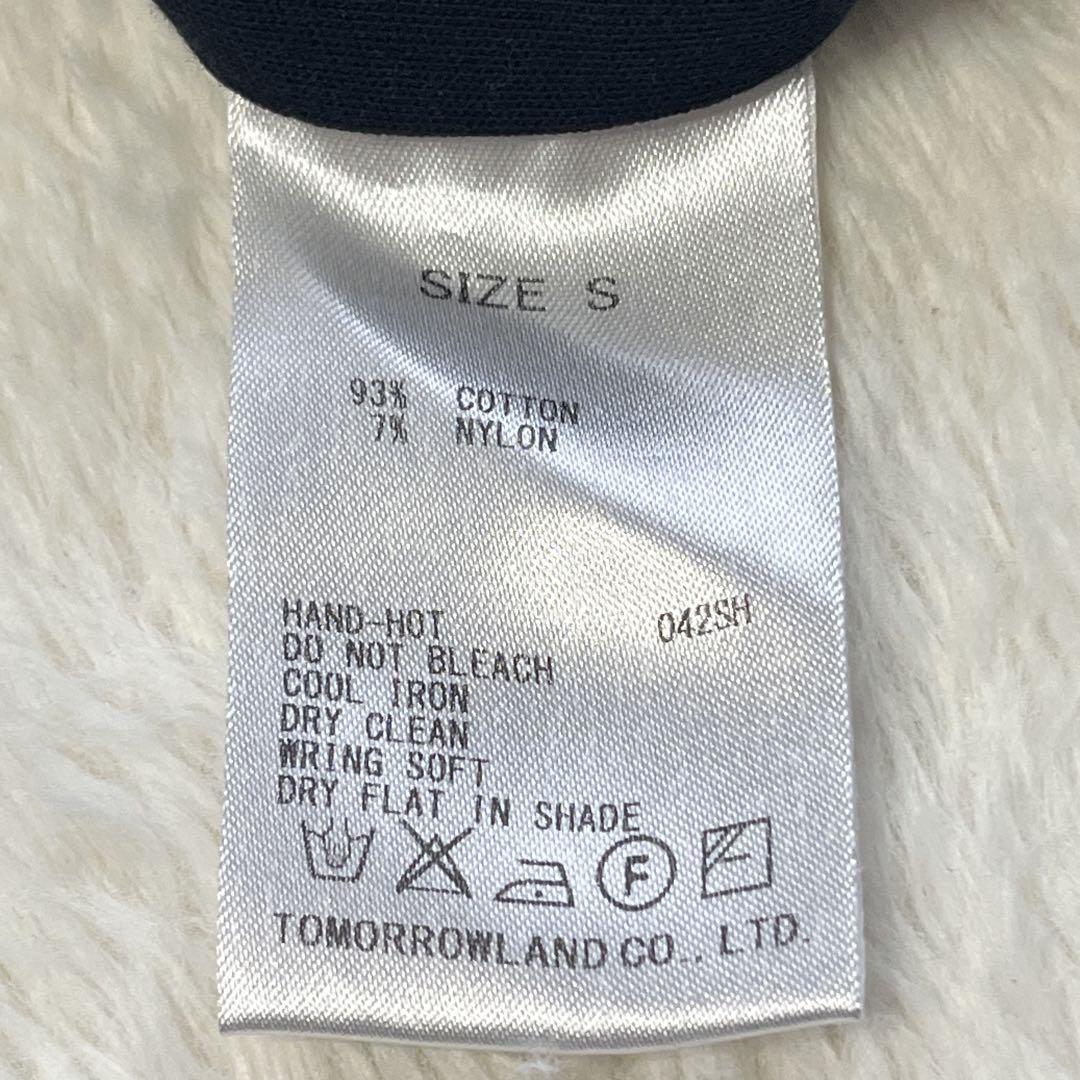 SIZE S
93% COTTON
7% NYLON
HAND-HOT 042SH
DO NOT BLEACH
COOL IRON
DRY CLEAN
WRING SOFT
DRY FLAT IN SHADE
F
TOMORROWLAND CO., LTD.